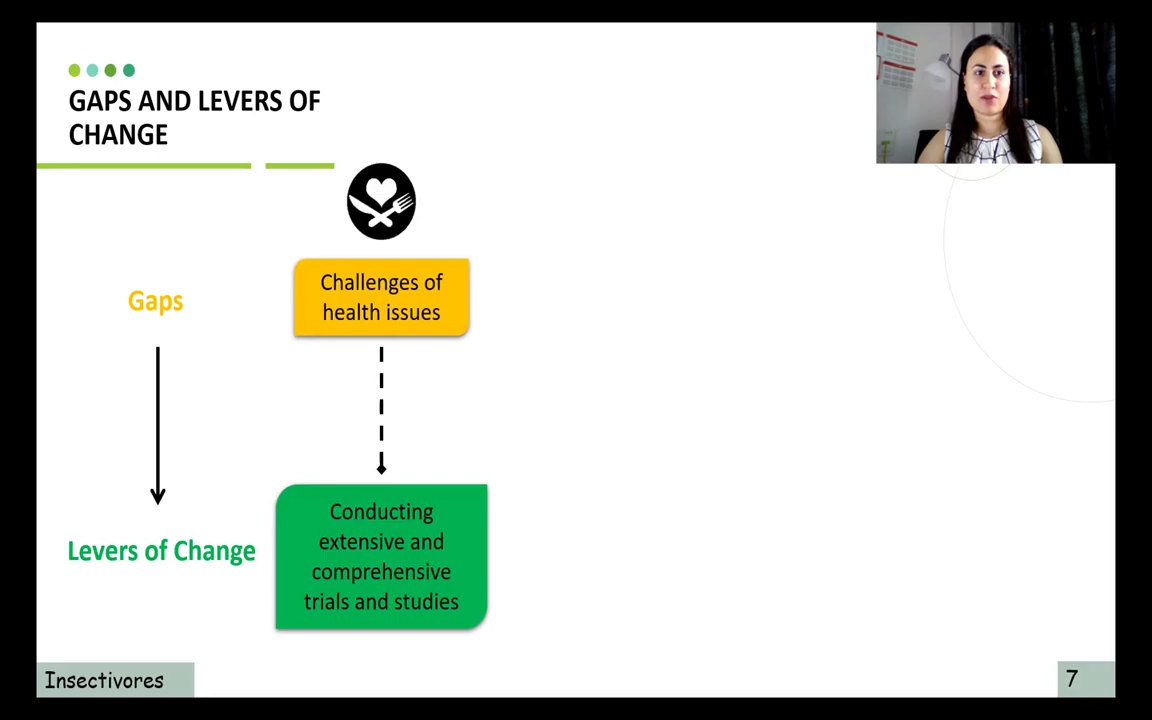 GAPS AND LEVERS OF
CHANGE
Gaps
Challenges of
health issues
Levers of Change
Conducting
extensive and
comprehensive
trials and studies
Insectivores
7